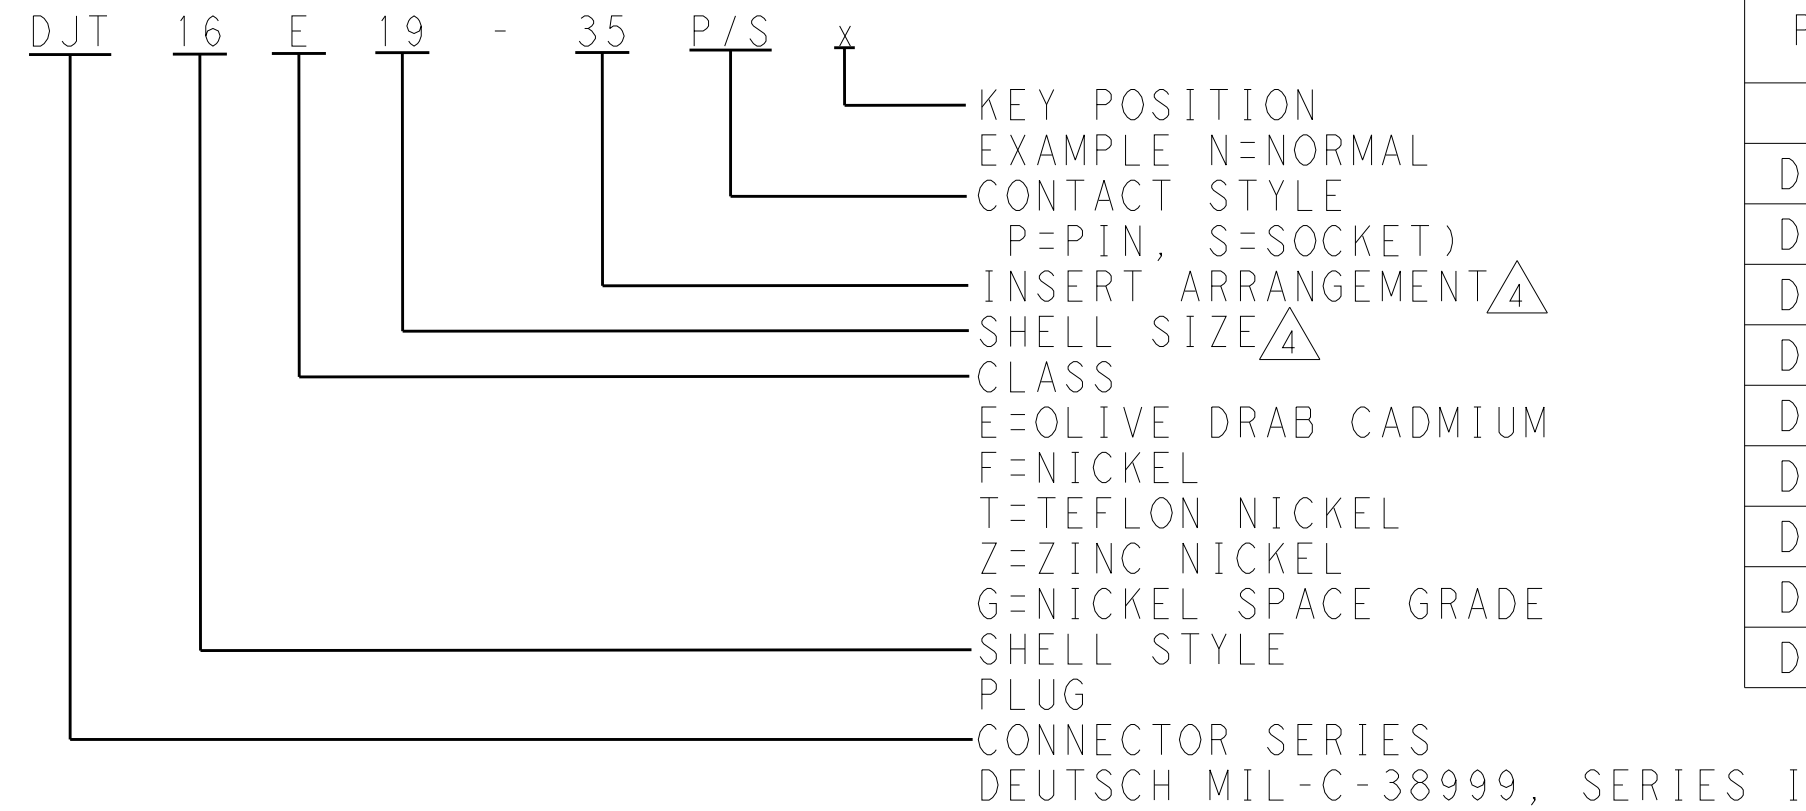 DJT 16 E 19 - 35 P/S x
KEY POSITION
EXAMPLE N=NORMAL
CONTACT STYLE
P=PIN, S=SOCKET)
INSERT ARRANGEMENT 4
SHELL SIZE 4
CLASS
E=OLIVE DRAB CADMIUM
F=NICKEL
T=TEFLON NICKEL
Z=ZINC NICKEL
G=NICKEL SPACE GRADE
SHELL STYLE
PLUG
CONNECTOR SERIES
DEUTSCH MIL-C-38999, SERIES I
D
D
D
D
D
D
D
D
D